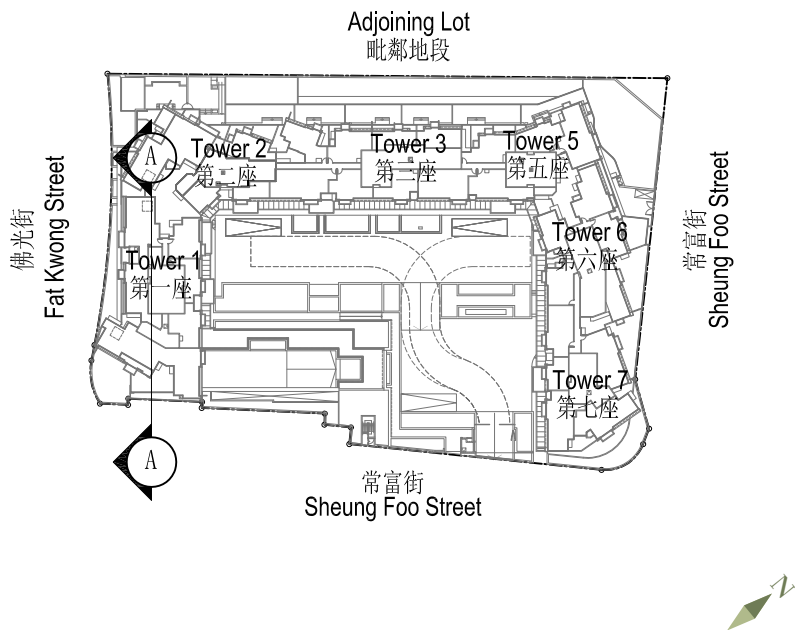 Adjoining Lot
毗鄰地段
Tower 2
第二座
Tower 3
第三座
Tower 5
第五座
A
佛光街
Fat Kwong Street
常富街
Sheung Foo Street
Tower 6
第六座
Tower 1
第一座
Tower 7
第七座
A
常富街
Sheung Foo Street
N